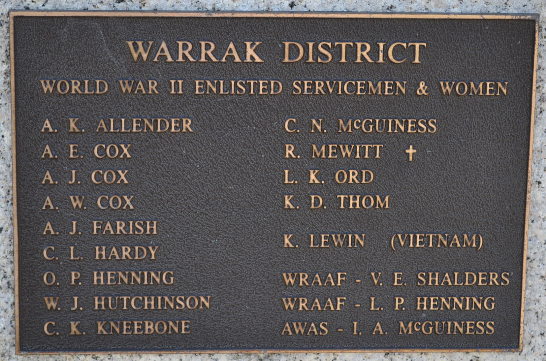 WARRAK DISTRICT
WORLD WAR II ENLISTED SERVICEMEN & WOMEN
A. K. ALLENDER
A. E. COX
A. J. COX
A. W. COX
A. J. FARISH
C. L. HARDY
O. P. HENNING
W. J. HUTCHINSON
C. K. KNEEBONE
C. N. McGUINESS
R. MEWITT ✝
L. K. ORD
K. D. THOM
K. LEWIN (VIETNAM)
WRAAF - V. E. SHALDERS
WRAAF - L. P. HENNING
AWAS - I. A. McGUINESS